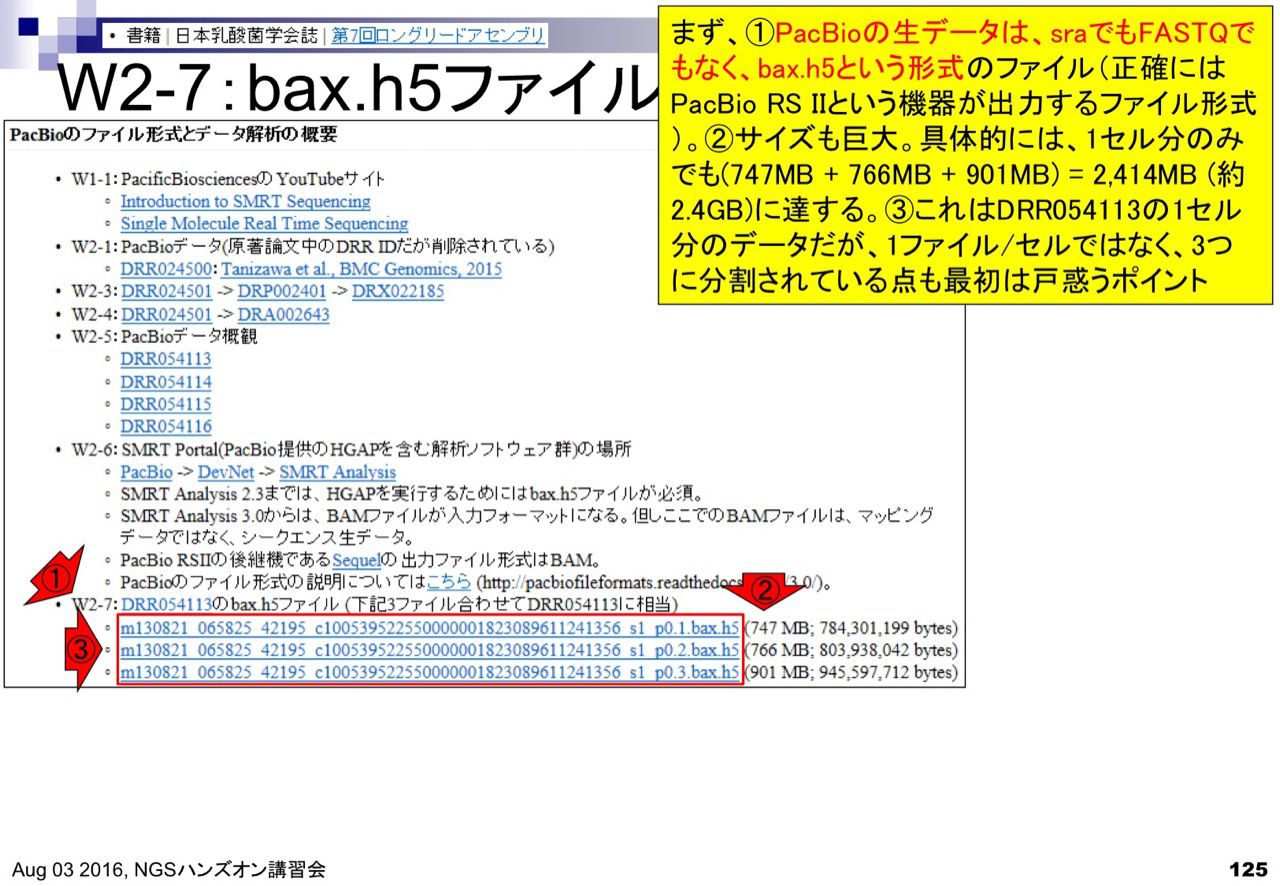 • 書籍 | 日本乳酸菌学会誌 | 第7回ロングリードアセンブリ
W2-7：bax.h5ファイル
まず、①PacBioの生データは、sraでもFASTQで
もなく、bax.h5という形式のファイル（正確には
PacBio RS IIという機器が出力するファイル形式
）。②サイズも巨大。具体的には、1セル分のみ
でも(747MB + 766MB + 901MB) = 2,414MB (約
2.4GB)に達する。③これはDRR054113の1セル
分のデータだが、1ファイル/セルではなく、3つ
に分割されている点も最初は戸惑うポイント
PacBioのファイル形式とデータ解析の概要
• W1-1: PacificBiosciencesのYouTubeサイト
◦ Introduction to SMRT Sequencing
◦ Single Molecule Real Time Sequencing
• W2-1: PacBioデータ(原著論文中のDRR IDだが削除されている)
◦ DRR024500: Tanizawa et al., BMC Genomics, 2015
• W2-3: DRR024501 -> DRP002401 -> DRX022185
• W2-4: DRR024501 -> DRA002643
• W2-5: PacBioデータ概観
◦ DRR054113
◦ DRR054114
◦ DRR054115
◦ DRR054116
• W2-6: SMRT Portal(PacBio提供のHGAPを含む解析ソフトウェア群)の場所
◦ PacBio -> DevNet -> SMRT Analysis
◦ SMRT Analysis 2.3までは、HGAPを実行するためにはbax.h5ファイルが必須。
◦ SMRT Analysis 3.0からは、BAMファイルが入力フォーマットになる。但しここでのBAMファイルは、マッピング
データではなく、シークエンス生データ。
◦ PacBio RSIIの後継機であるSequelの出力ファイル形式はBAM。
① ◦ PacBioのファイル形式の説明についてはこちら (http://pacbiofileformats.readthedocs /3.0/)。
②
• W2-7: DRR054113のbax.h5ファイル (下記3ファイル合わせてDRR054113に相当)
◦ m130821_065825_42195_c100539522550000001823089611241356_s1_p0.1.bax.h5 (747 MB; 784,301,199 bytes)
③ ◦ m130821_065825_42195_c100539522550000001823089611241356_s1_p0.2.bax.h5 (766 MB; 803,938,042 bytes)
◦ m130821_065825_42195_c100539522550000001823089611241356_s1_p0.3.bax.h5 (901 MB; 945,597,712 bytes)
Aug 03 2016, NGSハンズオン講習会
125